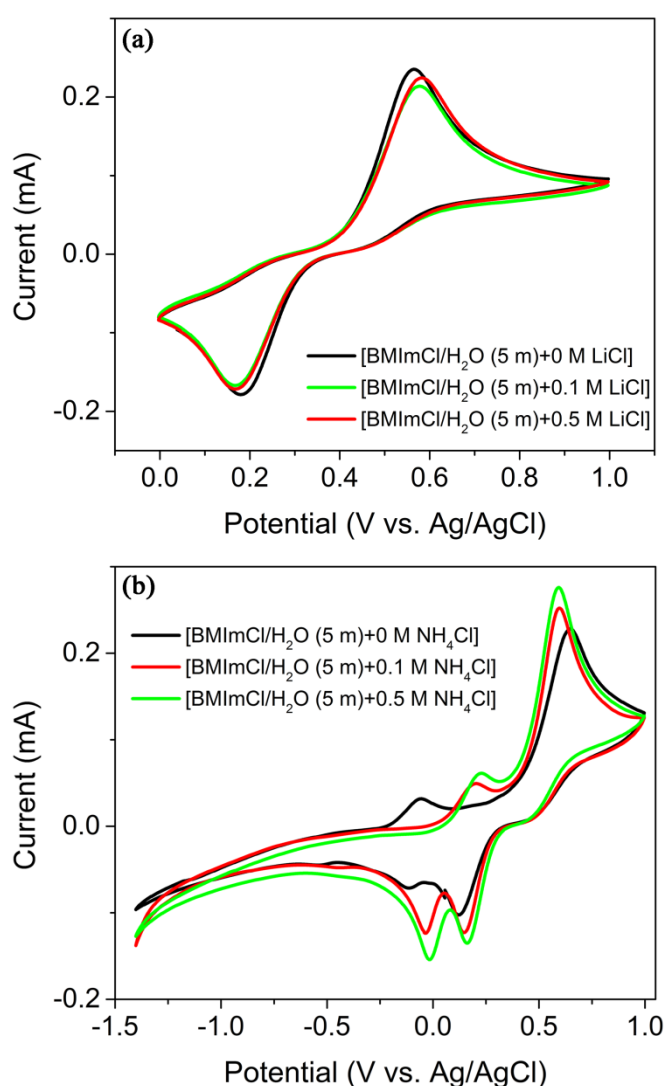 (a)
0.2
0.0
-0.2
Current (mA)
[BMImCl/H₂O (5 m)+0 M LiCl]
[BMImCl/H₂O (5 m)+0.1 M LiCl]
[BMImCl/H₂O (5 m)+0.5 M LiCl]
0.0 0.2 0.4 0.6 0.8 1.0
Potential (V vs. Ag/AgCl)
(b)
[BMImCl/H₂O (5 m)+0 M NH₄Cl]
[BMImCl/H₂O (5 m)+0.1 M NH₄Cl]
[BMImCl/H₂O (5 m)+0.5 M NH₄Cl]
0.2
0.0
-0.2
Current (mA)
-1.5 -1.0 -0.5 0.0 0.5 1.0
Potential (V vs. Ag/AgCl)